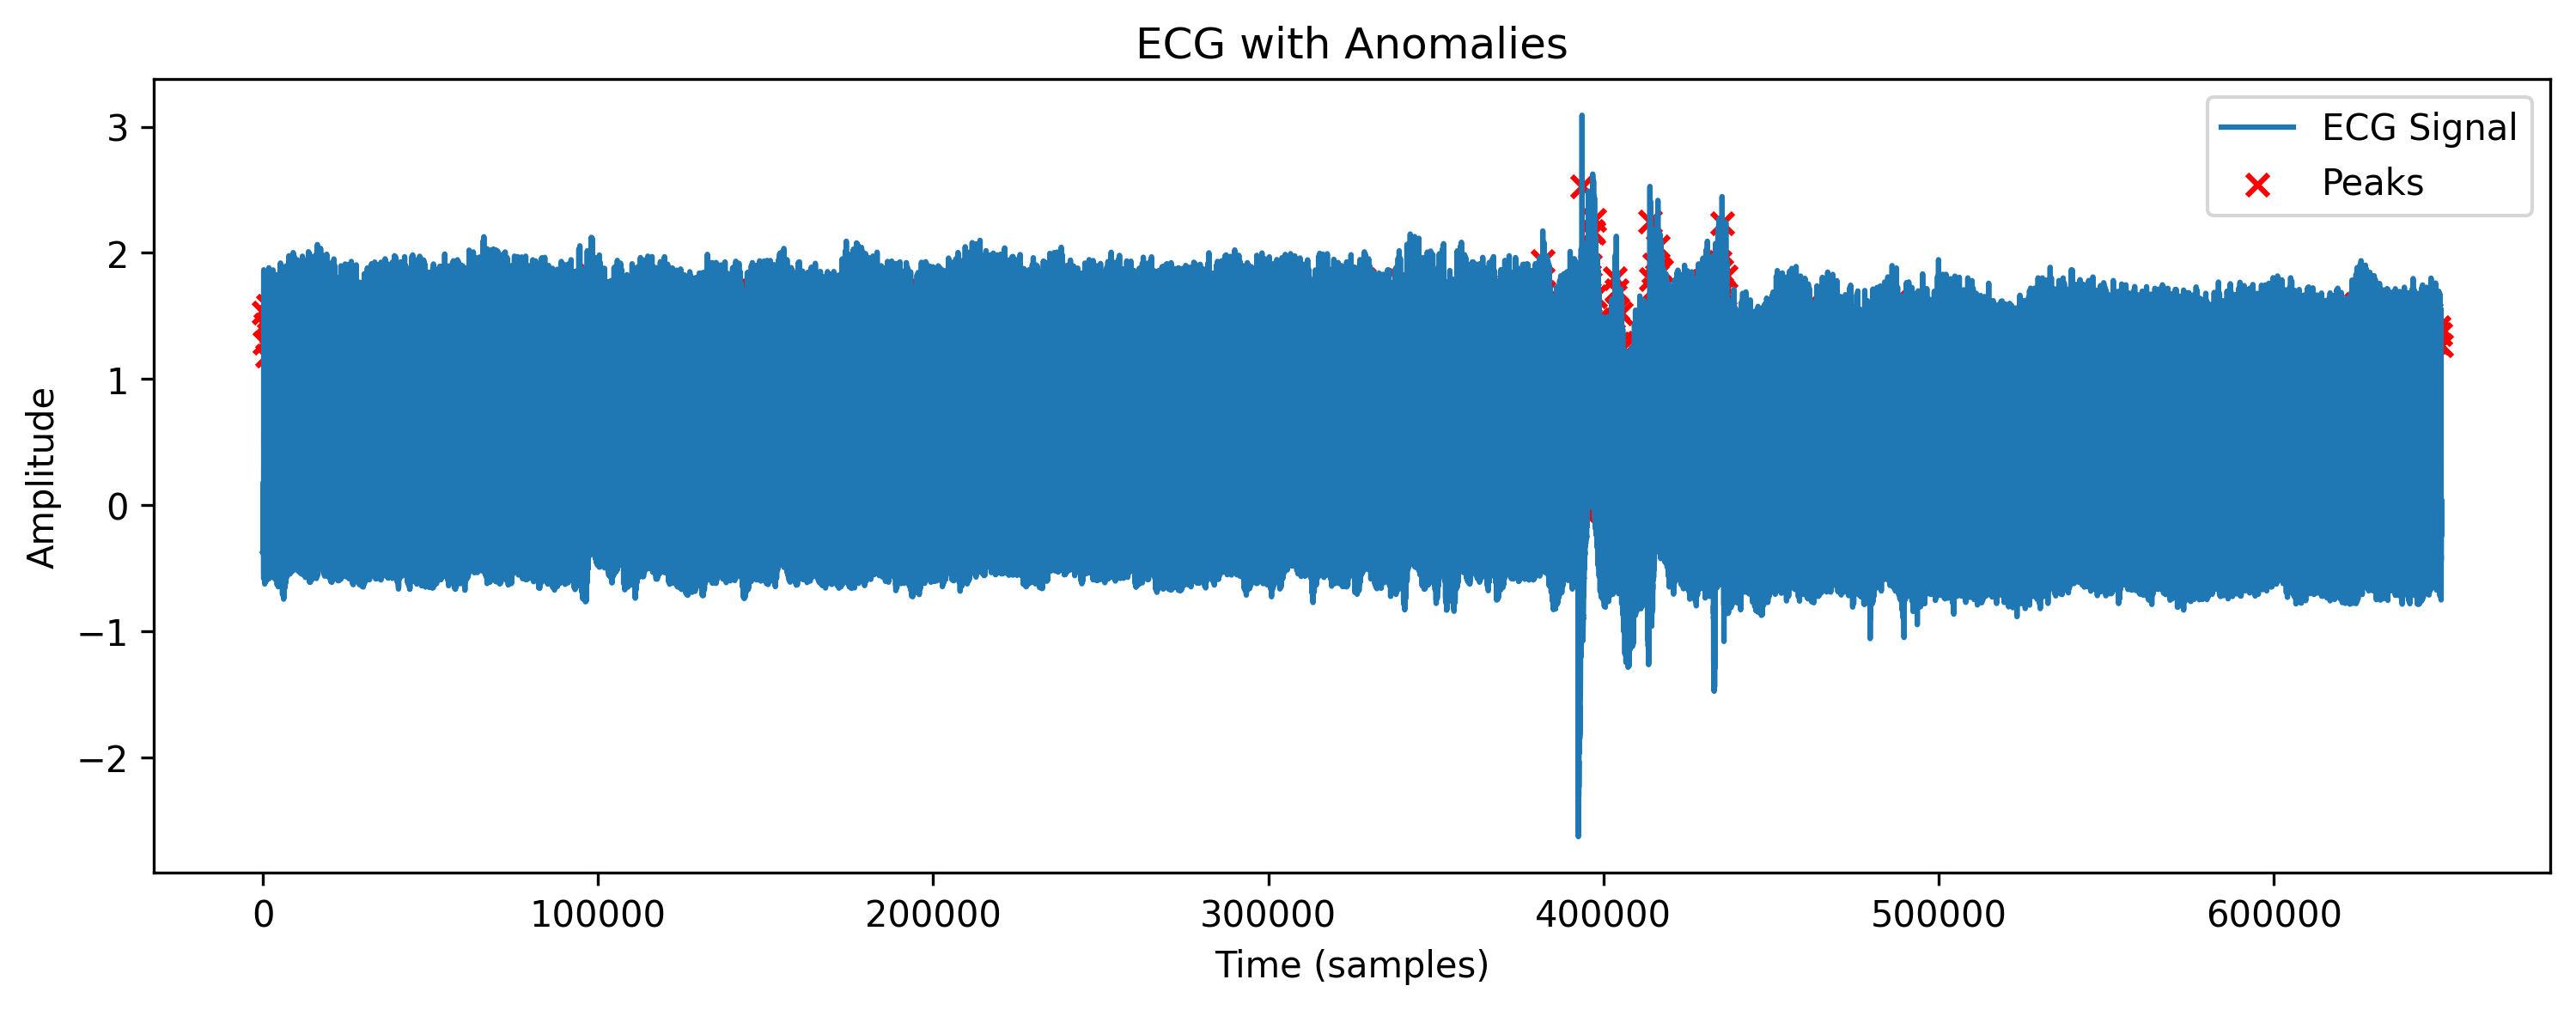 ECG with Anomalies
ECG Signal
Peaks
3
2
1
0
−1
−2
Amplitude
0 100000 200000 300000 400000 500000 600000
Time (samples)